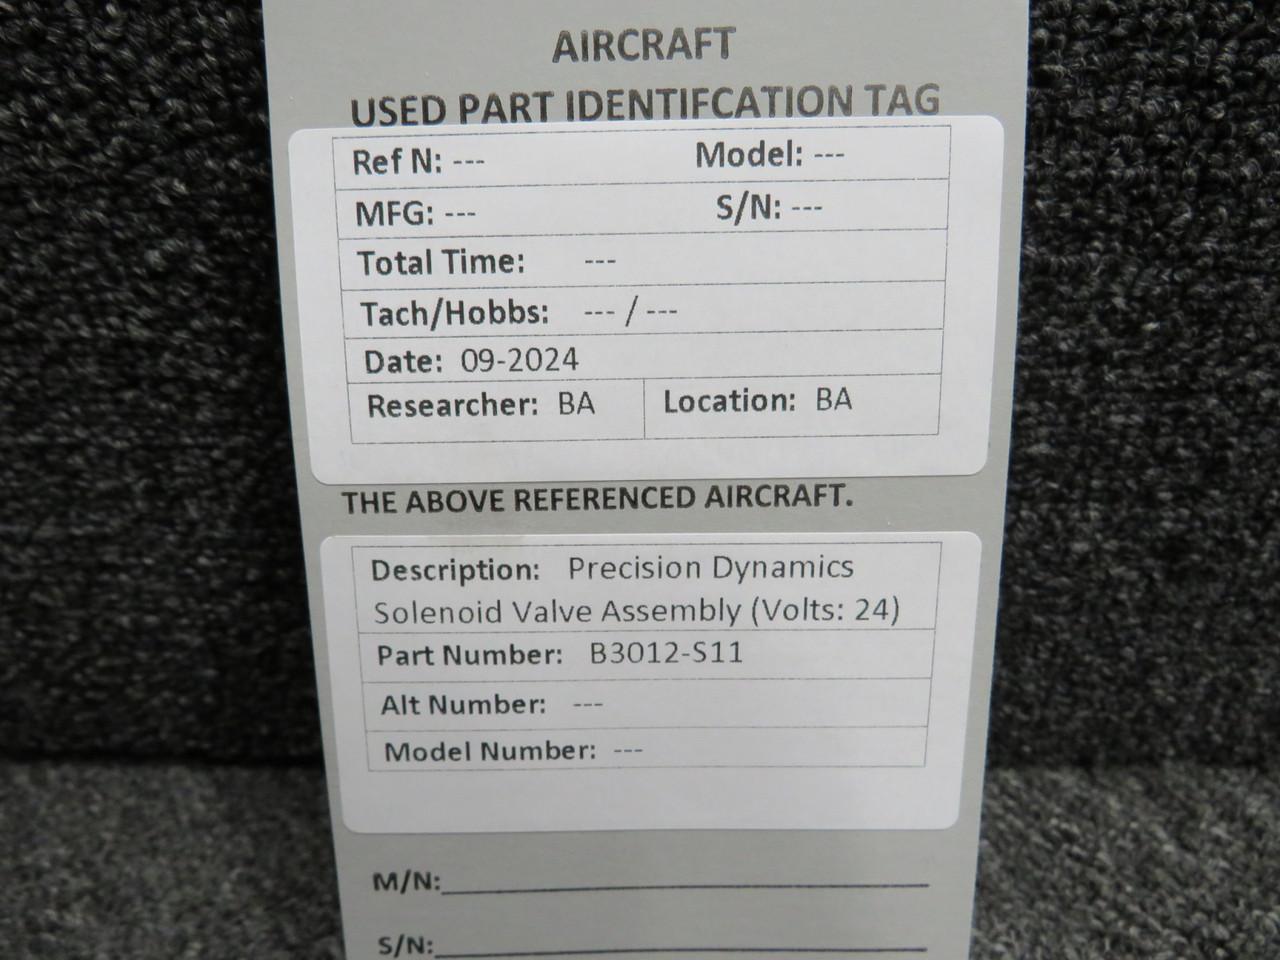 AIRCRAFT
USED PART IDENTIFCATION TAG
Ref N: --- Model: ---
MFG: --- S/N: ---
Total Time: ---
Tach/Hobbs: --- / ---
Date: 09-2024
Researcher: BA Location: BA
THE ABOVE REFERENCED AIRCRAFT.
Description: Precision Dynamics
Solenoid Valve Assembly (Volts: 24)
Part Number: B3012-S11
Alt Number: ---
Model Number: ---
M/N:
S/N: